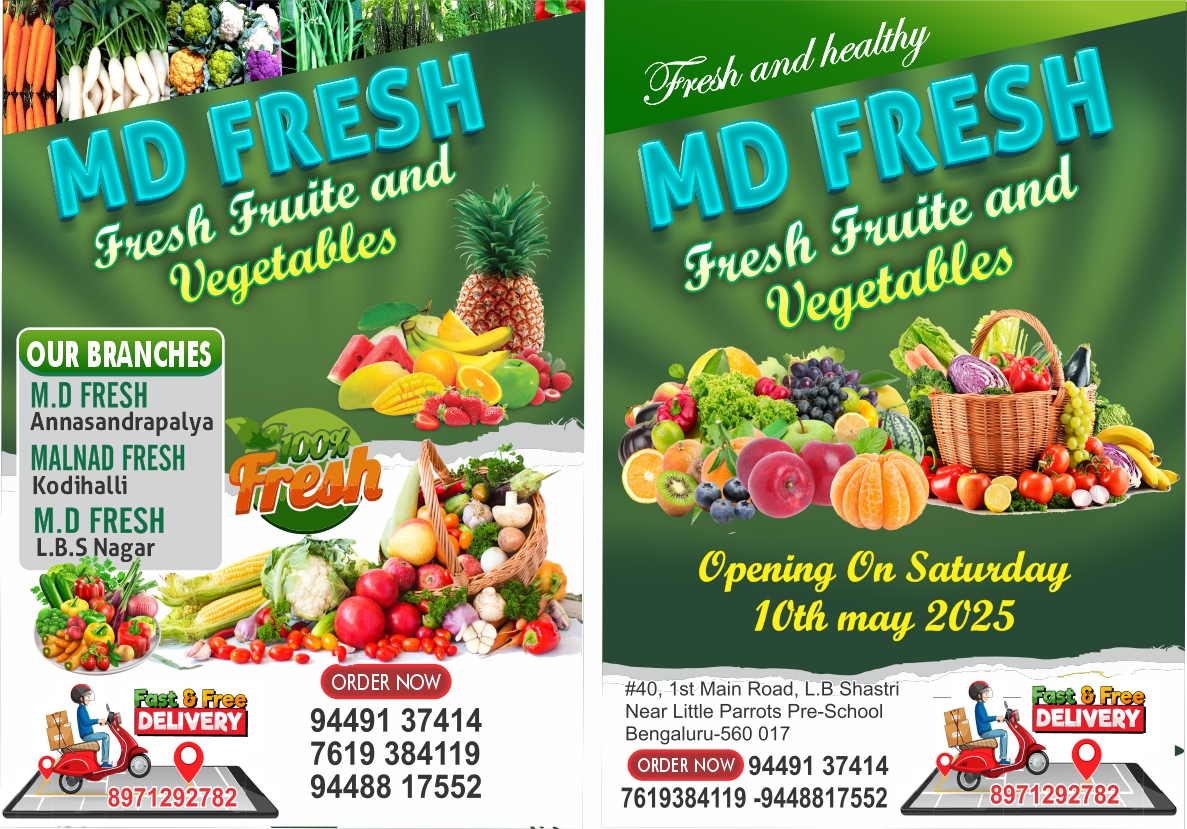 MD FRESH
Fresh Fruite and
Vegetables
OUR BRANCHES
M.D FRESH
Annasandrapalya
MALNAD FRESH
Kodihalli
M.D FRESH
L.B.S Nagar
100%
Fresh
ORDER NOW
94491 37414
7619 384119
94488 17552
Fast & Free
DELIVERY
8971292782
Fresh and healthy
MD FRESH
Fresh Fruite and
Vegetables
Opening On Saturday
10th may 2025
#40, 1st Main Road, L.B Shastri
Near Little Parrots Pre-School
Bengaluru-560 017
ORDER NOW 94491 37414
7619384119 -9448817552
Fast & Free
DELIVERY
8971292782